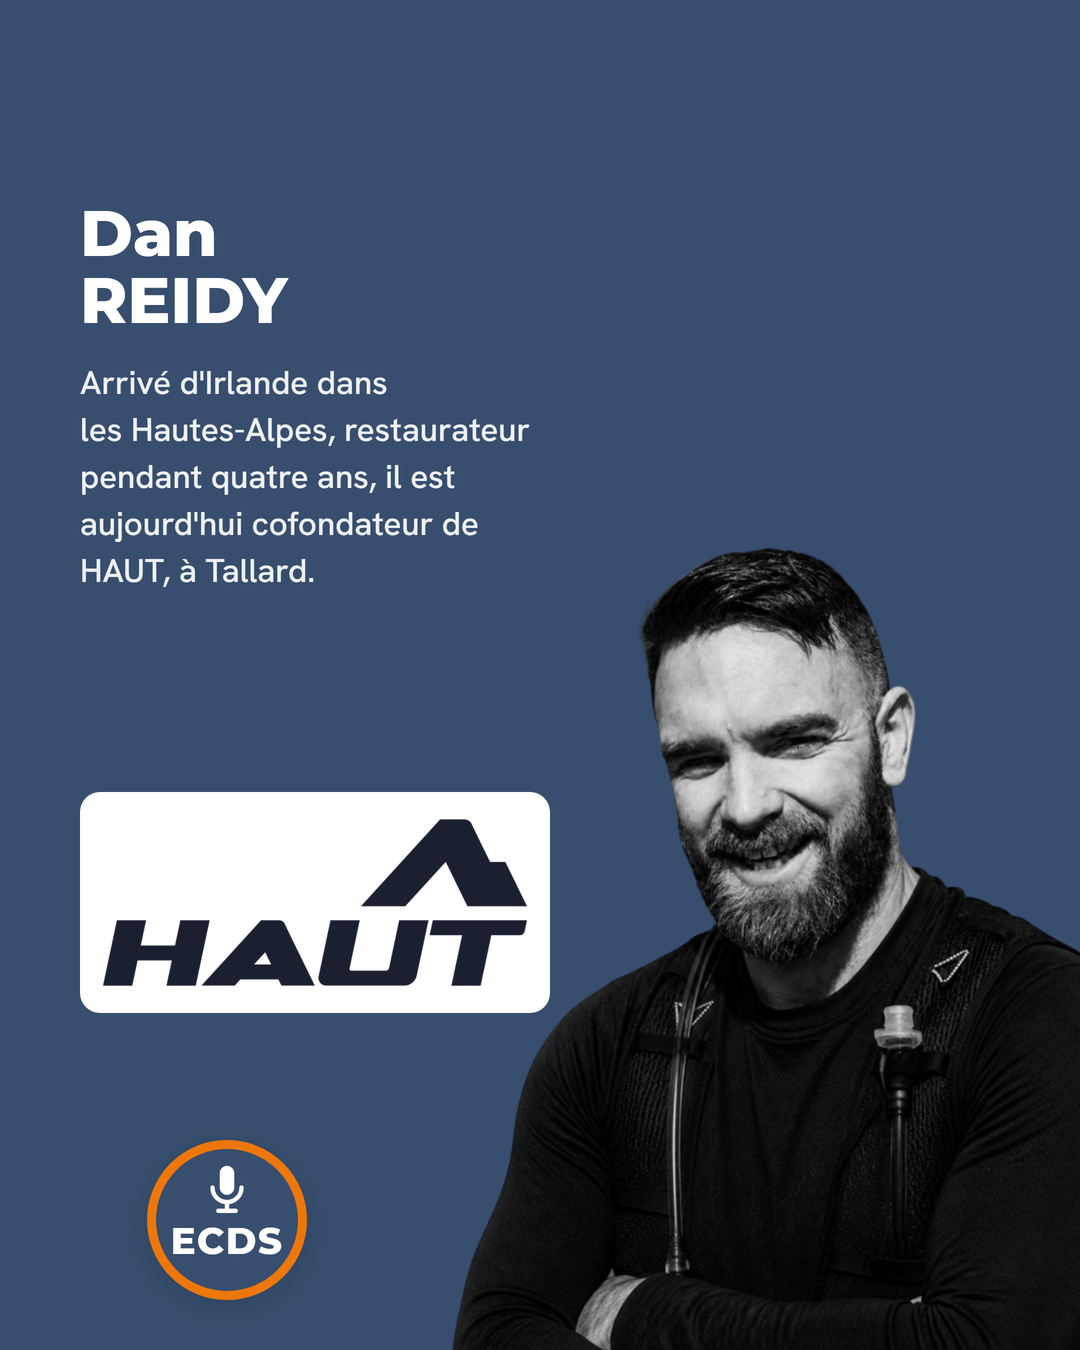 Dan
REIDY
Arrivé d'Irlande dans
les Hautes-Alpes, restaurateur
pendant quatre ans, il est
aujourd'hui cofondateur de
HAUT, à Tallard.
HAUT
ECDS